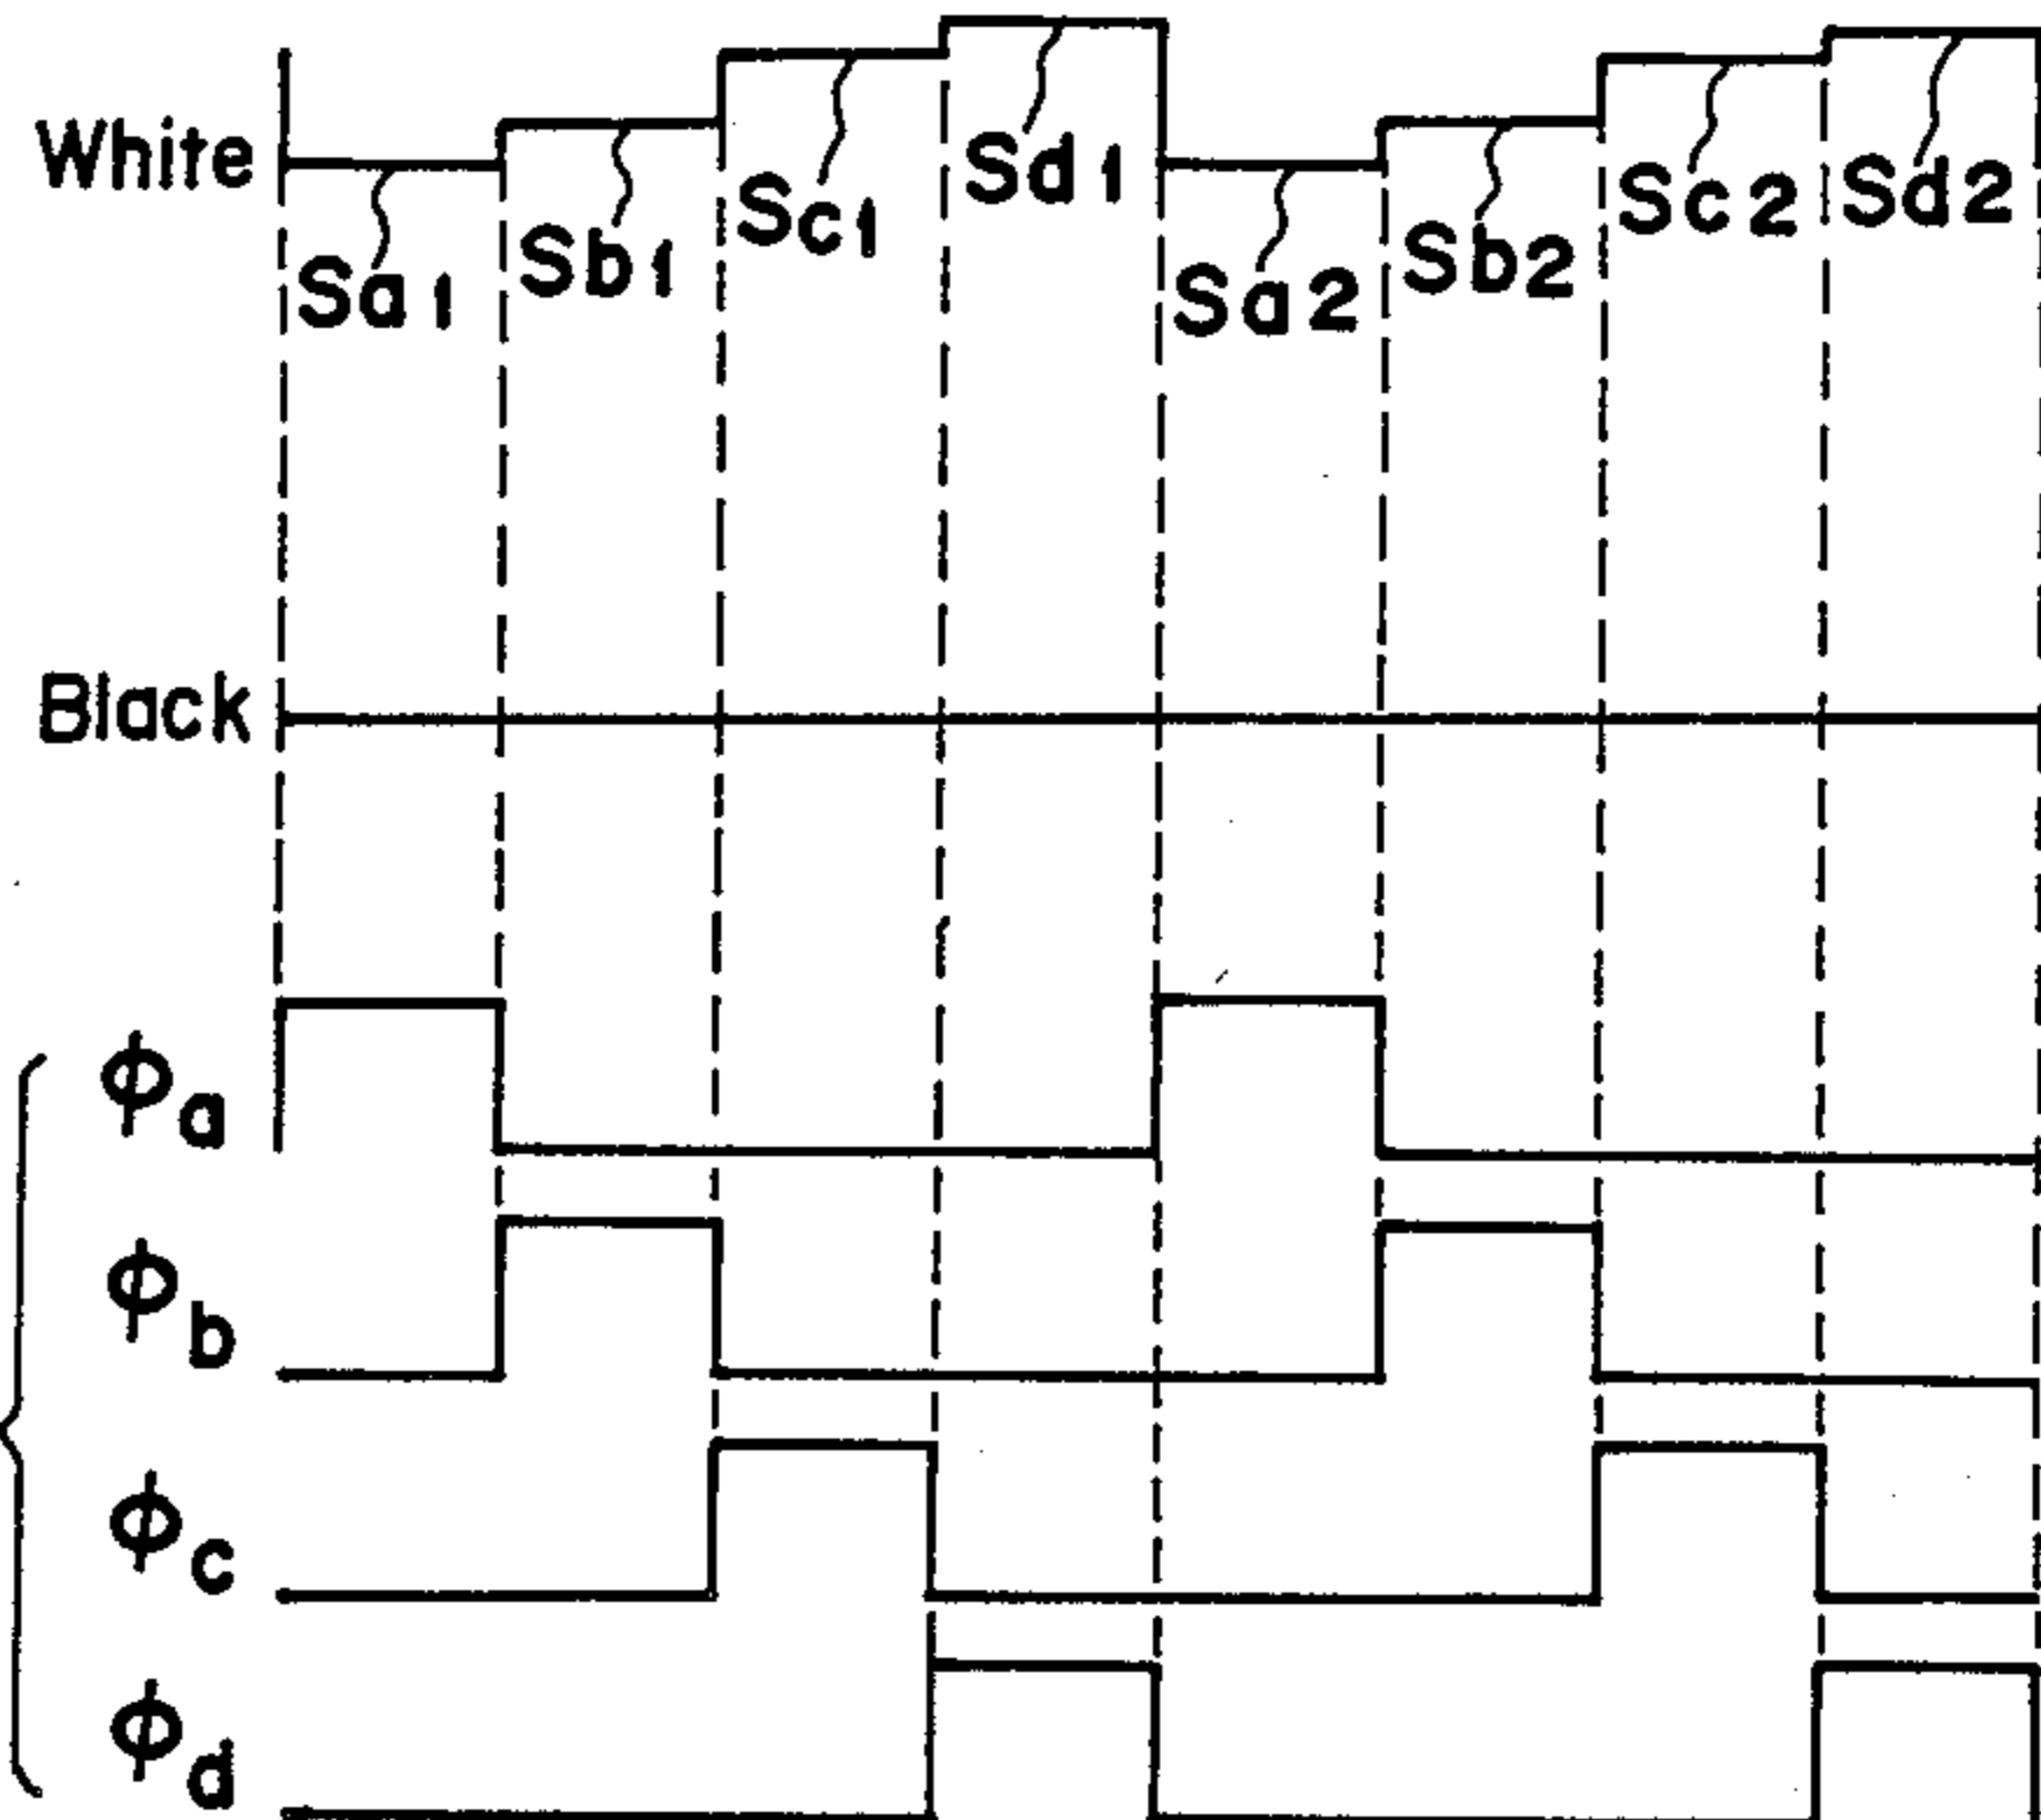 White
Sa1 Sb1 Sc1 Sd1 Sa2 Sb2 Sc2 Sd2
Black
ϕa
ϕb
ϕc
ϕd